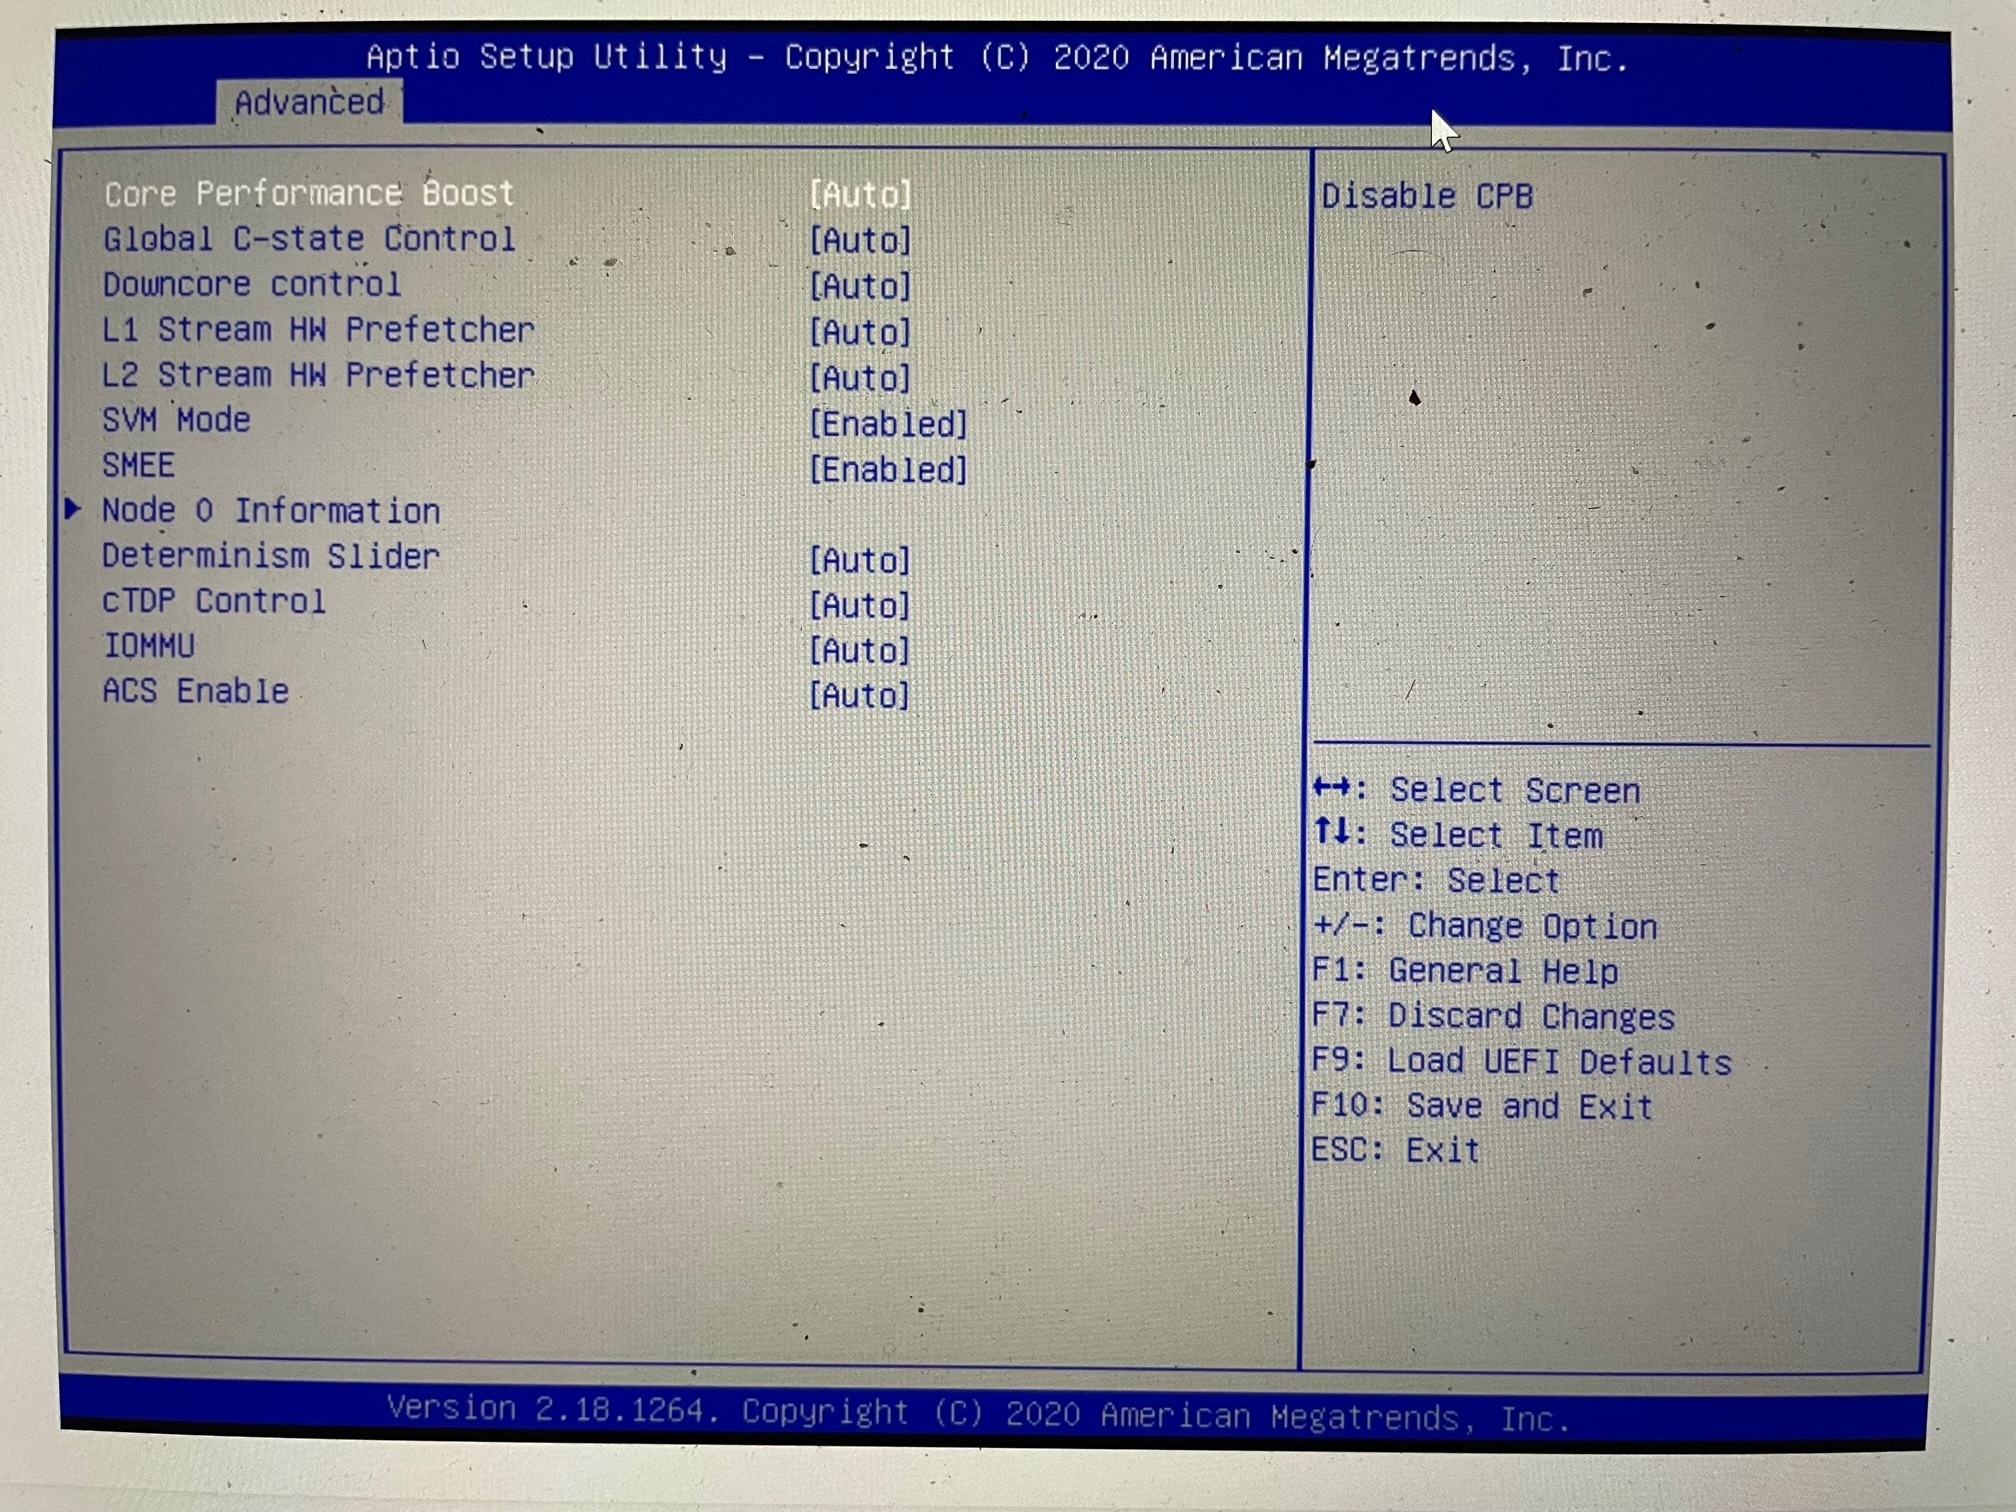 Aptio Setup Utility – Copyright (C) 2020 American Megatrends, Inc.
Advanced
Core Performance Boost [Auto]
Global C-state Control [Auto]
Downcore control [Auto]
L1 Stream HW Prefetcher [Auto]
L2 Stream HW Prefetcher [Auto]
SVM Mode [Enabled]
SMEE [Enabled]
Node 0 Information
Determinism Slider [Auto]
cTDP Control [Auto]
IOMMU [Auto]
ACS Enable [Auto]
Disable CPB
↔: Select Screen
↑↓: Select Item
Enter: Select
+/-: Change Option
F1: General Help
F7: Discard Changes
F9: Load UEFI Defaults
F10: Save and Exit
ESC: Exit
Version 2.18.1264. Copyright (C) 2020 American Megatrends, Inc.